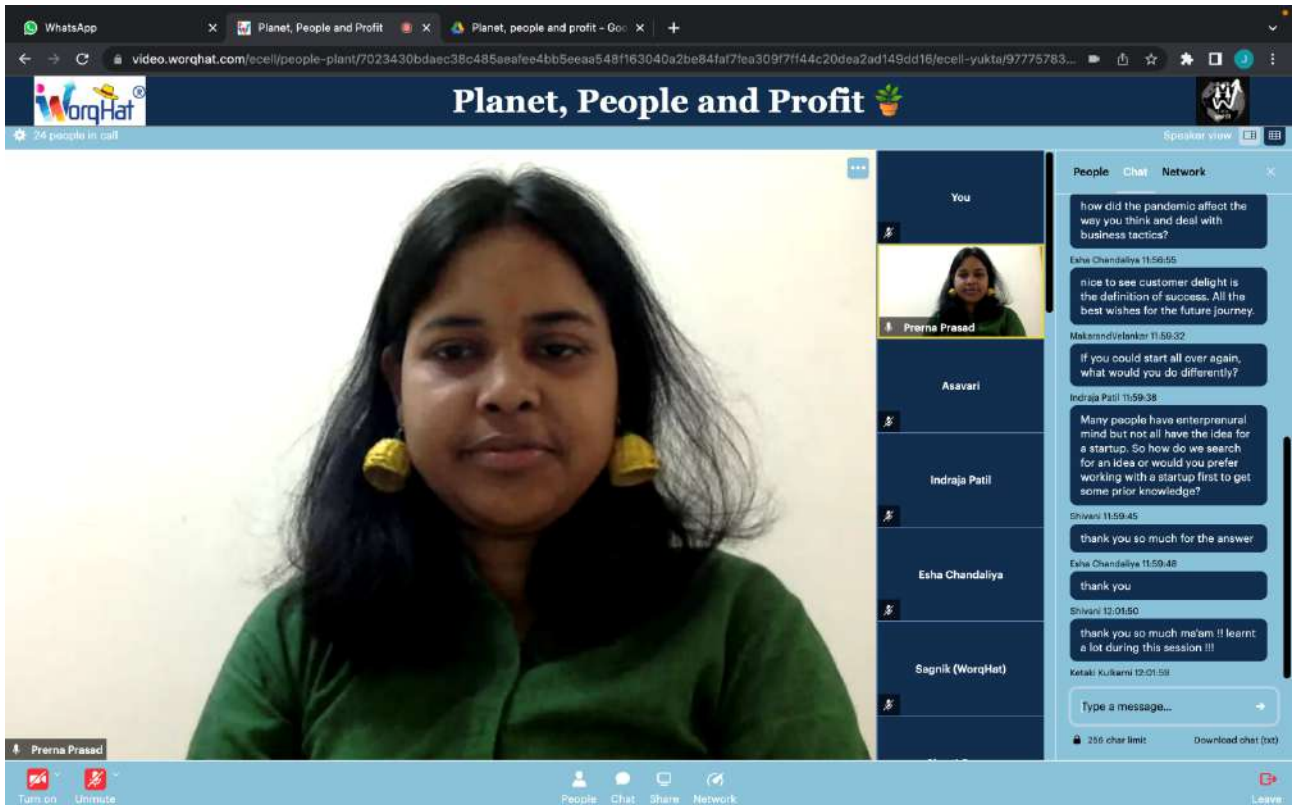 WhatsApp
Planet, People and Profit
Planet, people and profit – Goo
video.worqhat.com/ecell/people-plant/7023430bdaec38c485aeafee4bb5eeaa548f163040a2be84faf7fea309f7ff44c20dea2ad149dd16/ecell-yukta/97775783...
J
WorqHat®
Planet, People and Profit
24 people in call
Speaker view
You
Prerna Prasad
Asavari
Indraja Patil
Esha Chandaliya
Sagnik (WorqHat)
People Chat Network
how did the pandemic affect the
way you think and deal with
business tactics?
Esha Chandaliya 11:56:55
nice to see customer delight is
the definition of success. All the
best wishes for the future journey.
MakarandVelankar 11:59:32
If you could start all over again,
what would you do differently?
Indraja Patil 11:59:38
Many people have enterprenural
mind but not all have the idea for
a startup. So how do we search
for an idea or would you prefer
working with a startup first to get
some prior knowledge?
Shivani 11:59:45
thank you so much for the answer
Esha Chandaliya 11:59:48
thank you
Shivani 12:01:50
thank you so much ma'am !! learnt
a lot during this session !!!
Ketaki Kulkarni 12:01:59
Type a message...
256 char limit
Download chat (txt)
Prerna Prasad
Turn on
Unmute
People
Chat
Share
Network
Leave